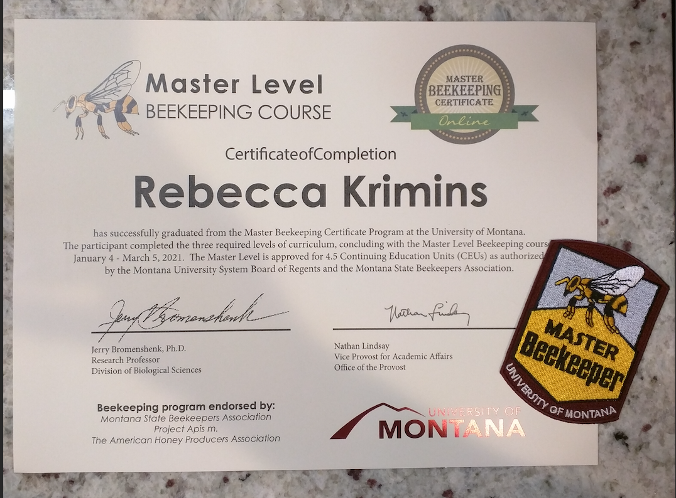 Master Level
BEEKEEPING COURSE
MASTER
BEEKEEPING
CERTIFICATE
Online
CertificateofCompletion
Rebecca Krimins
has successfully graduated from the Master Beekeeping Certificate Program at the University of Montana.
The participant completed the three required levels of curriculum, concluding with the Master Level Beekeeping
January 4 - March 5, 2021. The Master Level is approved for 4.5 Continuing Education Units (CEUs) as authorized
by the Montana University System Board of Regents and the Montana State Beekeepers Association.
Jerry J Bromenshenk
Nathan Lindsay
Jerry Bromenshenk, Ph.D.
Research Professor
Division of Biological Sciences
Nathan Lindsay
Vice Provost for Academic Affairs
Office of the Provost
Beekeeping program endorsed by:
Montana State Beekeepers Association
Project Apis m.
The American Honey Producers Association
UNIVERSITY OF
MONTANA
MASTER
Beekeeper
UNIVERSITY OF MONTANA